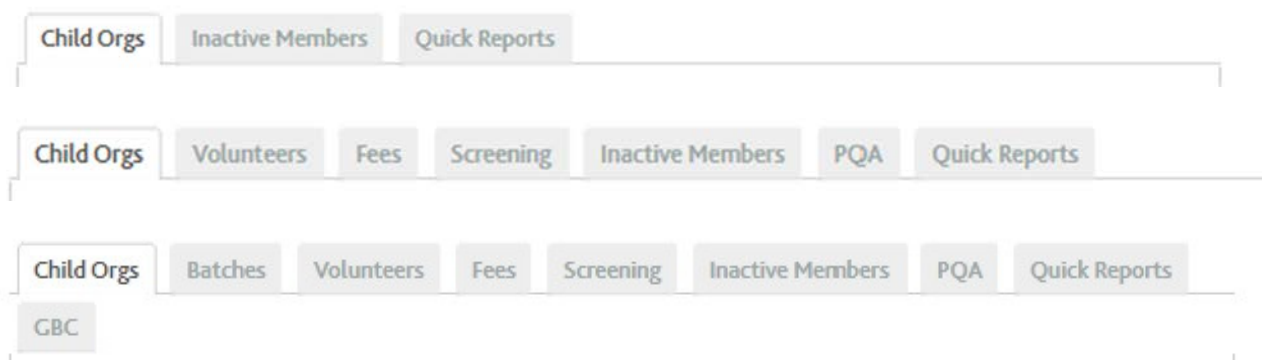 Child Orgs Inactive Members Quick Reports
Child Orgs Volunteers Fees Screening Inactive Members PQA Quick Reports
Child Orgs Batches Volunteers Fees Screening Inactive Members PQA Quick Reports
GBC